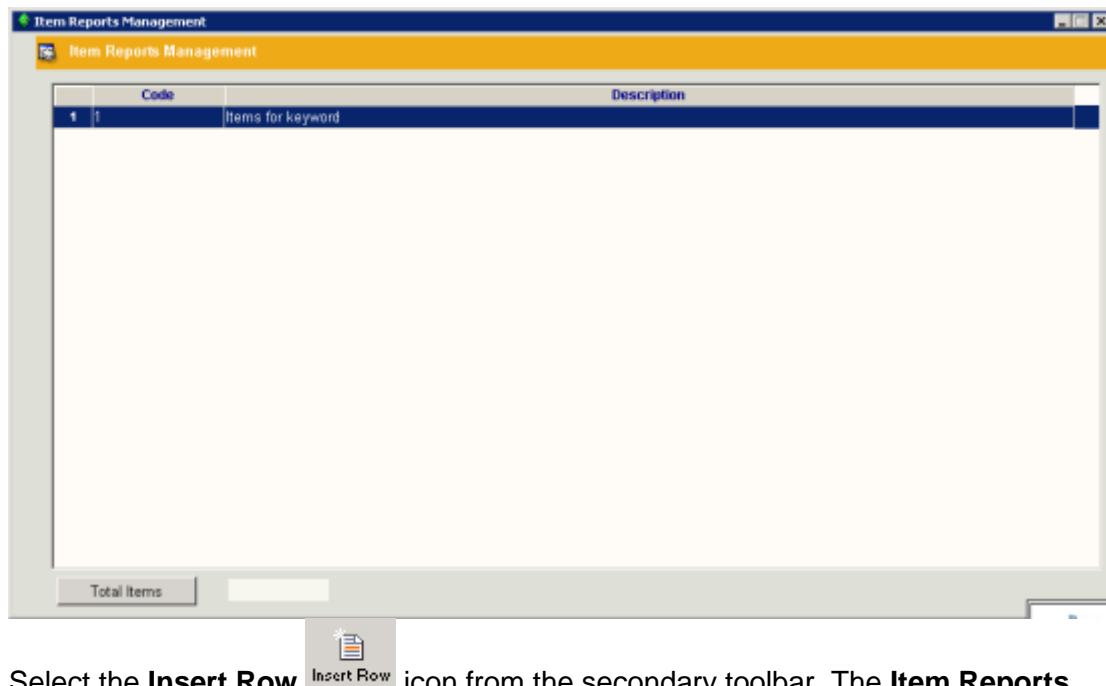 Item Reports Management
Item Reports Management
Code Description
1 1 Items for keyword
Total Items
Select the Insert Row Insert Row icon from the secondary toolbar. The Item Reports